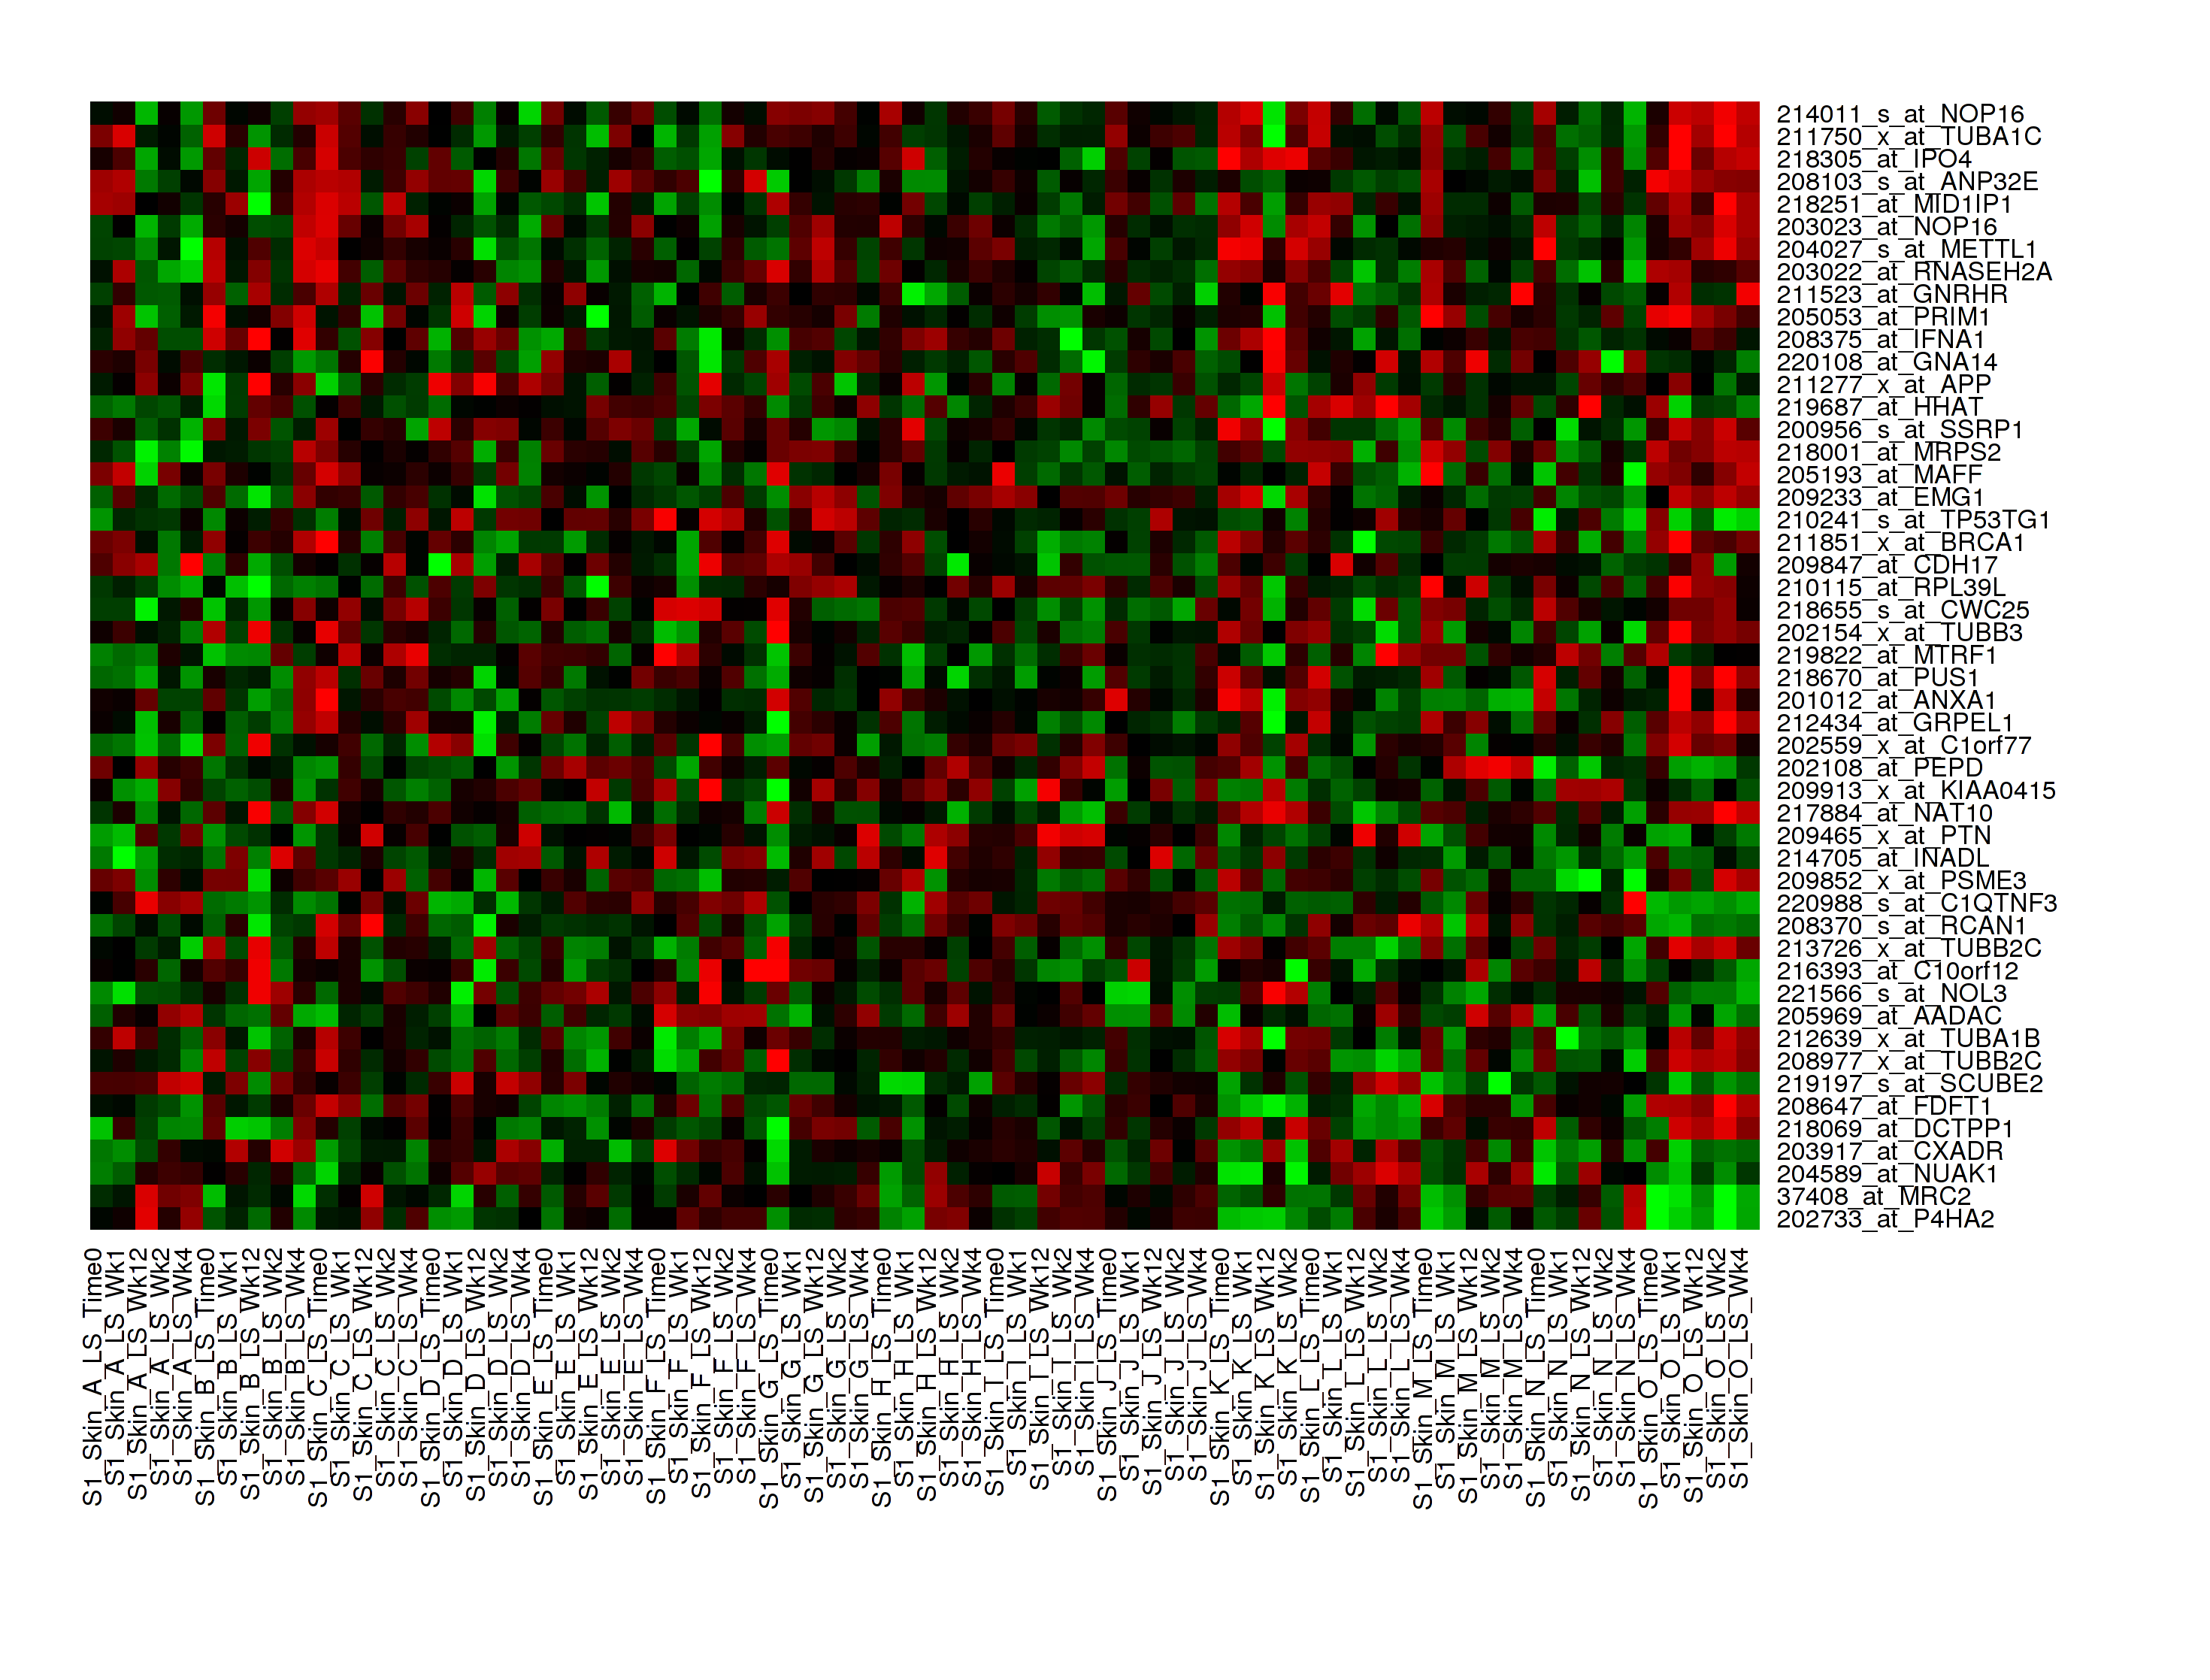 214011_s_at_NOP16
211750_x_at_TUBA1C
218305_at_IPO4
208103_s_at_ANP32E
218251_at_MID1IP1
203023_at_NOP16
204027_s_at_METTL1
203022_at_RNASEH2A
211523_at_GNRHR
205053_at_PRIM1
208375_at_IFNA1
220108_at_GNA14
211277_x_at_APP
219687_at_HHAT
200956_s_at_SSRP1
218001_at_MRPS2
205193_at_MAFF
209233_at_EMG1
210241_s_at_TP53TG1
211851_x_at_BRCA1
209847_at_CDH17
210115_at_RPL39L
218655_s_at_CWC25
202154_x_at_TUBB3
219822_at_MTRF1
218670_at_PUS1
201012_at_ANXA1
212434_at_GRPEL1
202559_x_at_C1orf77
202108_at_PEPD
209913_x_at_KIAA0415
217884_at_NAT10
209465_x_at_PTN
214705_at_INADL
209852_x_at_PSME3
220988_s_at_C1QTNF3
208370_s_at_RCAN1
213726_x_at_TUBB2C
216393_at_C10orf12
221566_s_at_NOL3
205969_at_AADAC
212639_x_at_TUBA1B
208977_x_at_TUBB2C
219197_s_at_SCUBE2
208647_at_FDFT1
218069_at_DCTPP1
203917_at_CXADR
204589_at_NUAK1
37408_at_MRC2
202733_at_P4HA2
S1_Skin_A_LS_Time0
S1_Skin_A_LS_Wk1
S1_Skin_A_LS_Wk12
S1_Skin_A_LS_Wk2
S1_Skin_A_LS_Wk4
S1_Skin_B_LS_Time0
S1_Skin_B_LS_Wk1
S1_Skin_B_LS_Wk12
S1_Skin_B_LS_Wk2
S1_Skin_B_LS_Wk4
S1_Skin_C_LS_Time0
S1_Skin_C_LS_Wk1
S1_Skin_C_LS_Wk12
S1_Skin_C_LS_Wk2
S1_Skin_C_LS_Wk4
S1_Skin_D_LS_Time0
S1_Skin_D_LS_Wk1
S1_Skin_D_LS_Wk12
S1_Skin_D_LS_Wk2
S1_Skin_D_LS_Wk4
S1_Skin_E_LS_Time0
S1_Skin_E_LS_Wk1
S1_Skin_E_LS_Wk12
S1_Skin_E_LS_Wk2
S1_Skin_E_LS_Wk4
S1_Skin_F_LS_Time0
S1_Skin_F_LS_Wk1
S1_Skin_F_LS_Wk12
S1_Skin_F_LS_Wk2
S1_Skin_F_LS_Wk4
S1_Skin_G_LS_Time0
S1_Skin_G_LS_Wk1
S1_Skin_G_LS_Wk12
S1_Skin_G_LS_Wk2
S1_Skin_G_LS_Wk4
S1_Skin_H_LS_Time0
S1_Skin_H_LS_Wk1
S1_Skin_H_LS_Wk12
S1_Skin_H_LS_Wk2
S1_Skin_H_LS_Wk4
S1_Skin_I_LS_Time0
S1_Skin_I_LS_Wk1
S1_Skin_I_LS_Wk12
S1_Skin_I_LS_Wk2
S1_Skin_I_LS_Wk4
S1_Skin_J_LS_Time0
S1_Skin_J_LS_Wk1
S1_Skin_J_LS_Wk12
S1_Skin_J_LS_Wk2
S1_Skin_J_LS_Wk4
S1_Skin_K_LS_Time0
S1_Skin_K_LS_Wk1
S1_Skin_K_LS_Wk12
S1_Skin_K_LS_Wk2
S1_Skin_L_LS_Time0
S1_Skin_L_LS_Wk1
S1_Skin_L_LS_Wk12
S1_Skin_L_LS_Wk2
S1_Skin_L_LS_Wk4
S1_Skin_M_LS_Time0
S1_Skin_M_LS_Wk1
S1_Skin_M_LS_Wk12
S1_Skin_M_LS_Wk2
S1_Skin_M_LS_Wk4
S1_Skin_N_LS_Time0
S1_Skin_N_LS_Wk1
S1_Skin_N_LS_Wk12
S1_Skin_N_LS_Wk2
S1_Skin_N_LS_Wk4
S1_Skin_O_LS_Time0
S1_Skin_O_LS_Wk1
S1_Skin_O_LS_Wk12
S1_Skin_O_LS_Wk2
S1_Skin_O_LS_Wk4